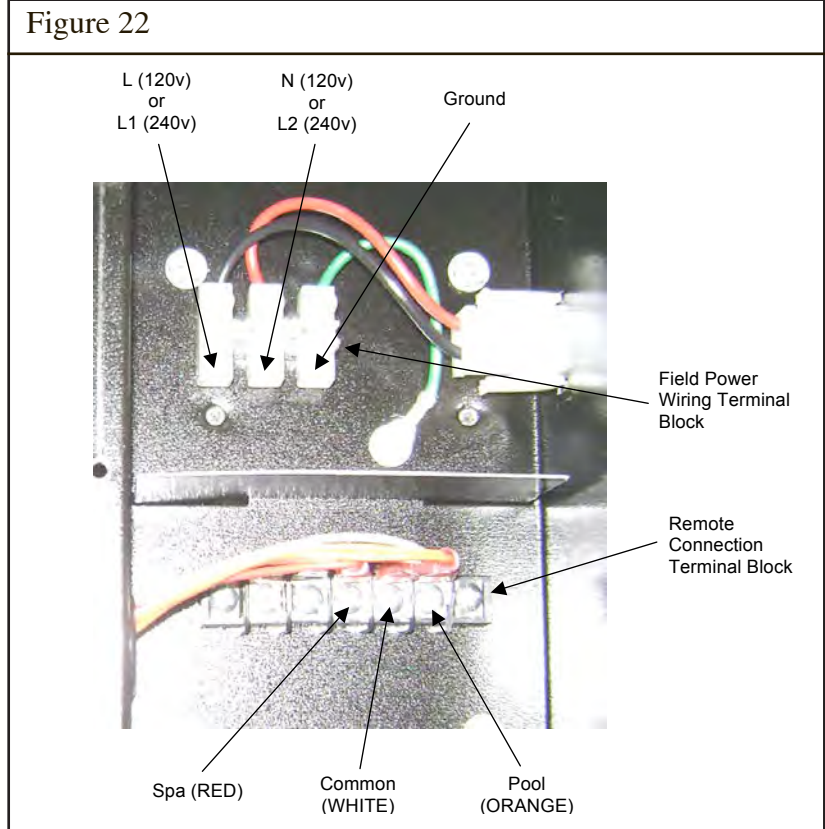 Figure 22
L (120v)
or
L1 (240v)
N (120v)
or
L2 (240v)
Ground
Field Power
Wiring Terminal
Block
Remote
Connection
Terminal Block
Spa (RED)
Common
(WHITE)
Pool
(ORANGE)